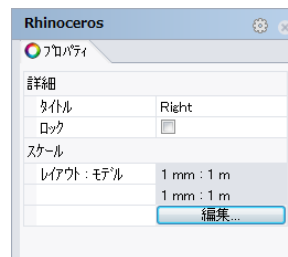 Rhinoceros
プロパティ
詳細
タイトル Right
ロック
スケール
レイアウト : モデル 1 mm : 1 m
1 mm : 1 m
編集...